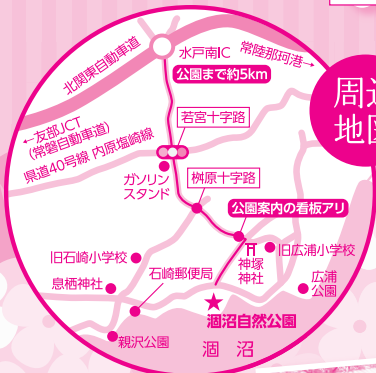 北関東自動車道
水戸南IC
常陸那珂港→
公園まで約5km
周辺
地図
←友部JCT
(常磐自動車道)
県道40号線 内原塩崎線
若宮十字路
ガソリン
スタンド
桝原十字路
公園案内の看板アリ
旧石崎小学校
息栖神社
石崎郵便局
神塚
神社
旧広浦小学校
広浦
公園
涸沼自然公園
親沢公園
涸沼